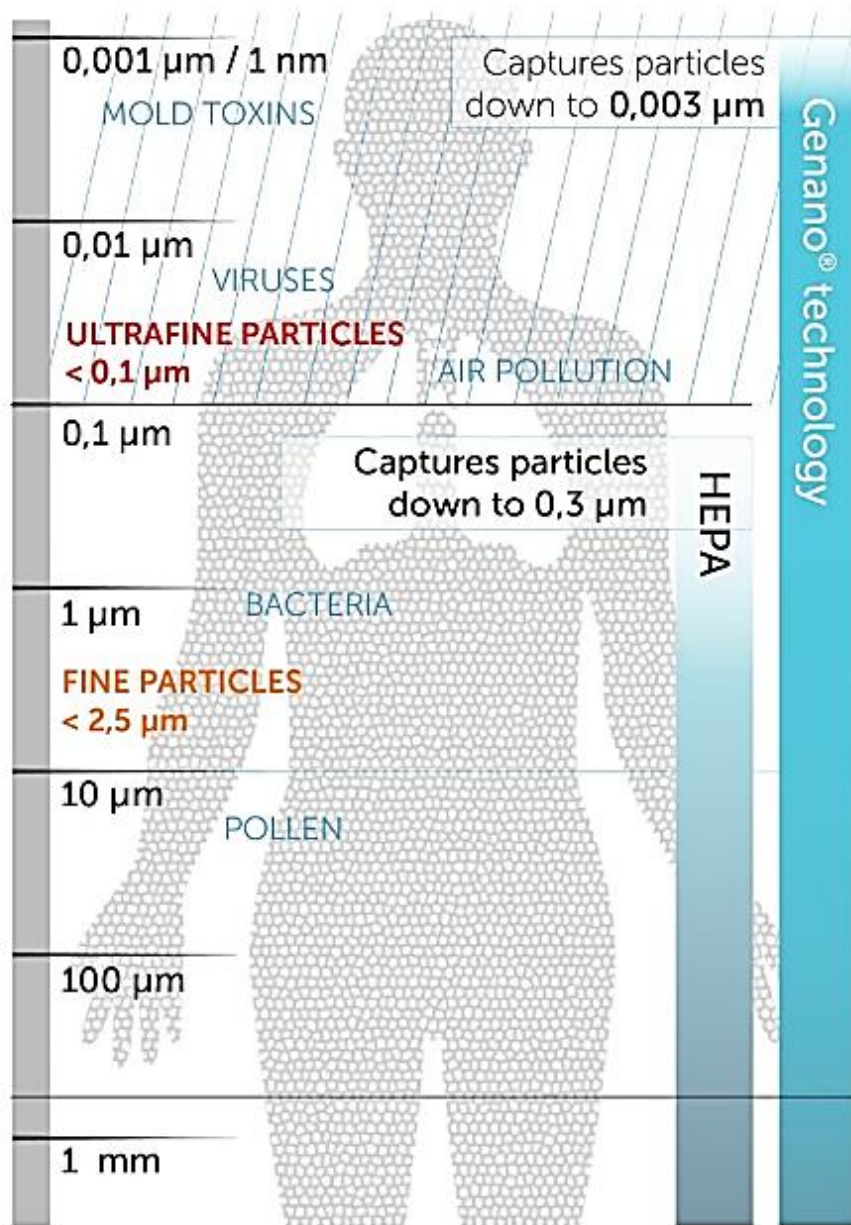 0,001 µm / 1 nm
MOLD TOXINS
Captures particles
down to 0,003 µm
Genano® technology
0,01 µm
VIRUSES
ULTRAFINE PARTICLES
< 0,1 µm
AIR POLLUTION
0,1 µm
Captures particles
down to 0,3 µm
HEPA
1 µm
BACTERIA
FINE PARTICLES
< 2,5 µm
10 µm
POLLEN
100 µm
1 mm